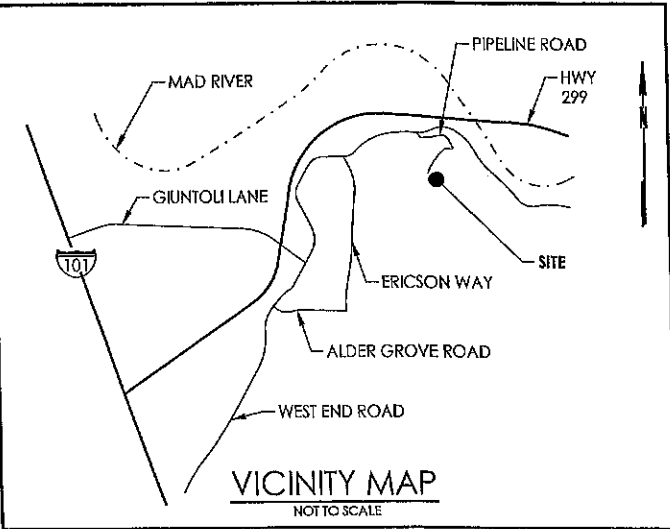 PIPELINE ROAD
MAD RIVER
HWY
299
N
GIUNTOLI LANE
101
SITE
ERICSON WAY
ALDER GROVE ROAD
WEST END ROAD
VICINITY MAP
NOT TO SCALE